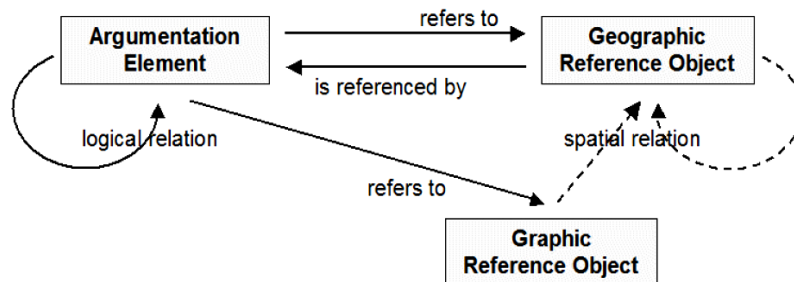 refers to
Argumentation
Element
Geographic
Reference Object
is referenced by
logical relation
spatial relation
refers to
Graphic
Reference Object